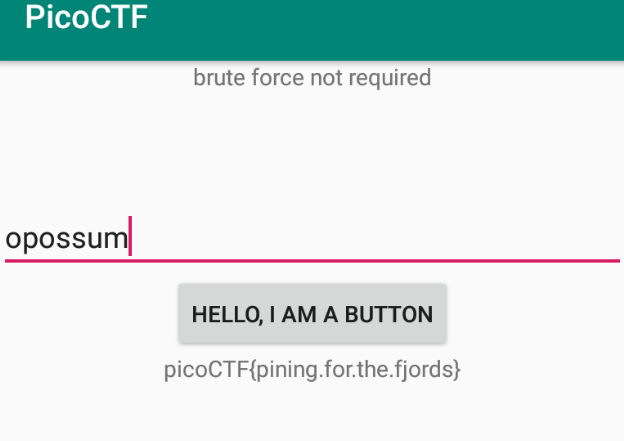 PicoCTF
brute force not required
opossum
HELLO, I AM A BUTTON
picoCTF{pining.for.the.fjords}